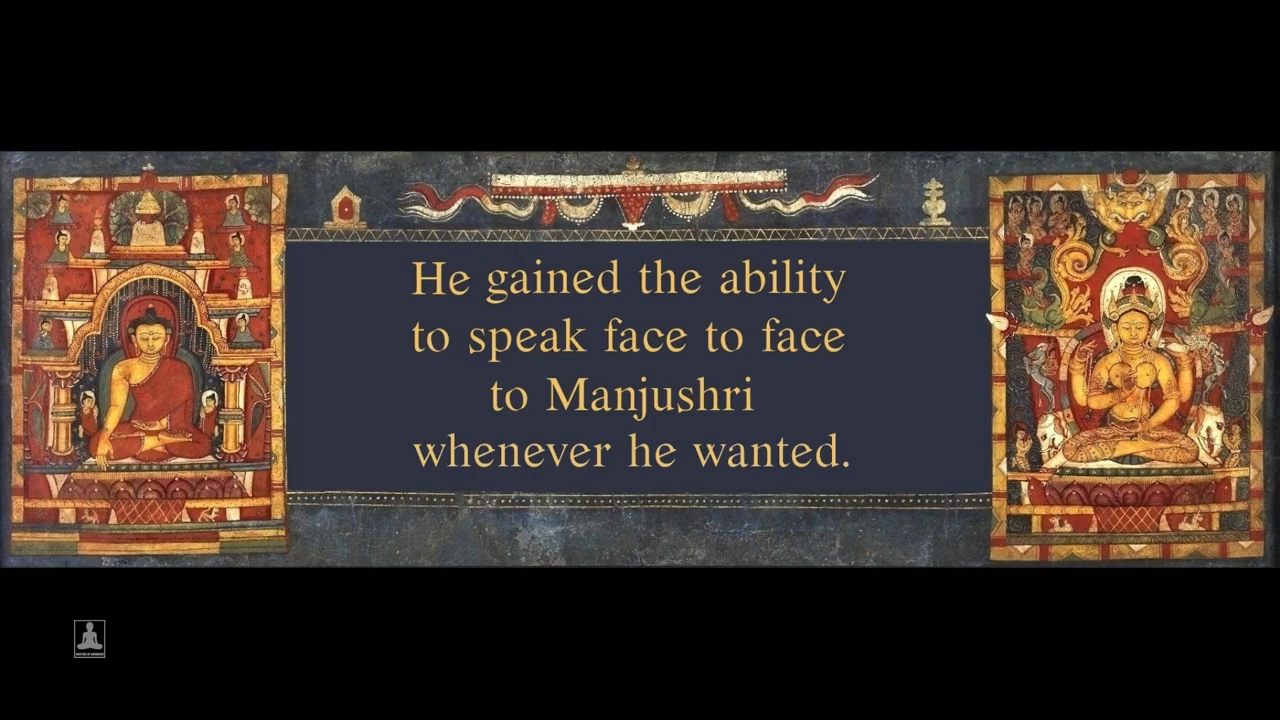 He gained the ability
to speak face to face
to Manjushri
whenever he wanted.